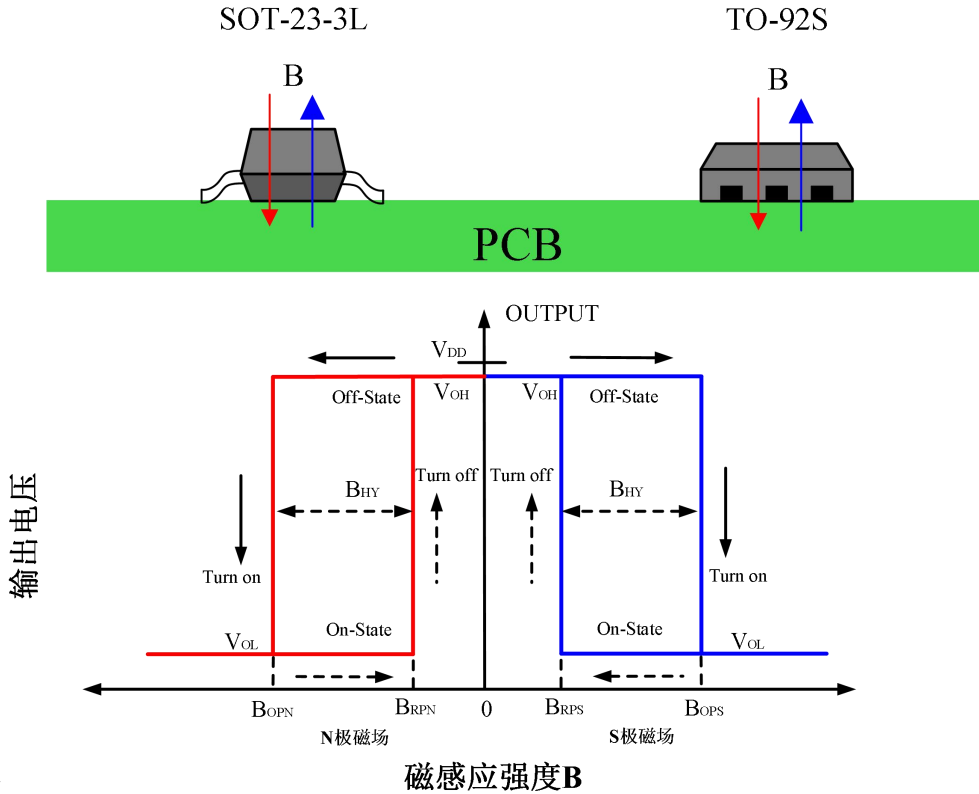 SOT-23-3L
TO-92S
B
B
PCB
OUTPUT
VDD
Off-State
VOH
VOH
Off-State
Turn off
Turn off
BHY
BHY
Turn on
Turn on
On-State
On-State
VOL
VOL
BOPN
BRPN
0
BRPS
BOPS
N极磁场
S极磁场
输出电压
磁感应强度B